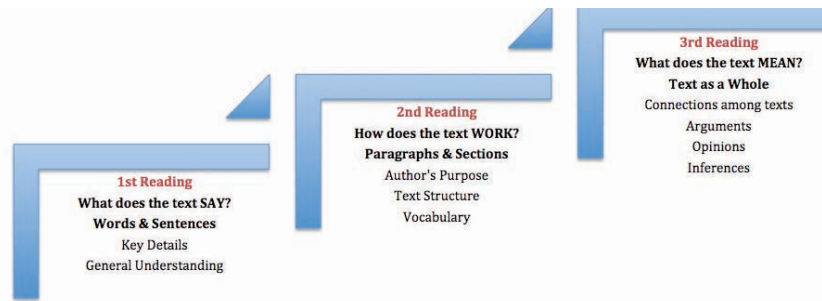 1st Reading
What does the text SAY?
Words & Sentences
Key Details
General Understanding
2nd Reading
How does the text WORK?
Paragraphs & Sections
Author's Purpose
Text Structure
Vocabulary
3rd Reading
What does the text MEAN?
Text as a Whole
Connections among texts
Arguments
Opinions
Inferences